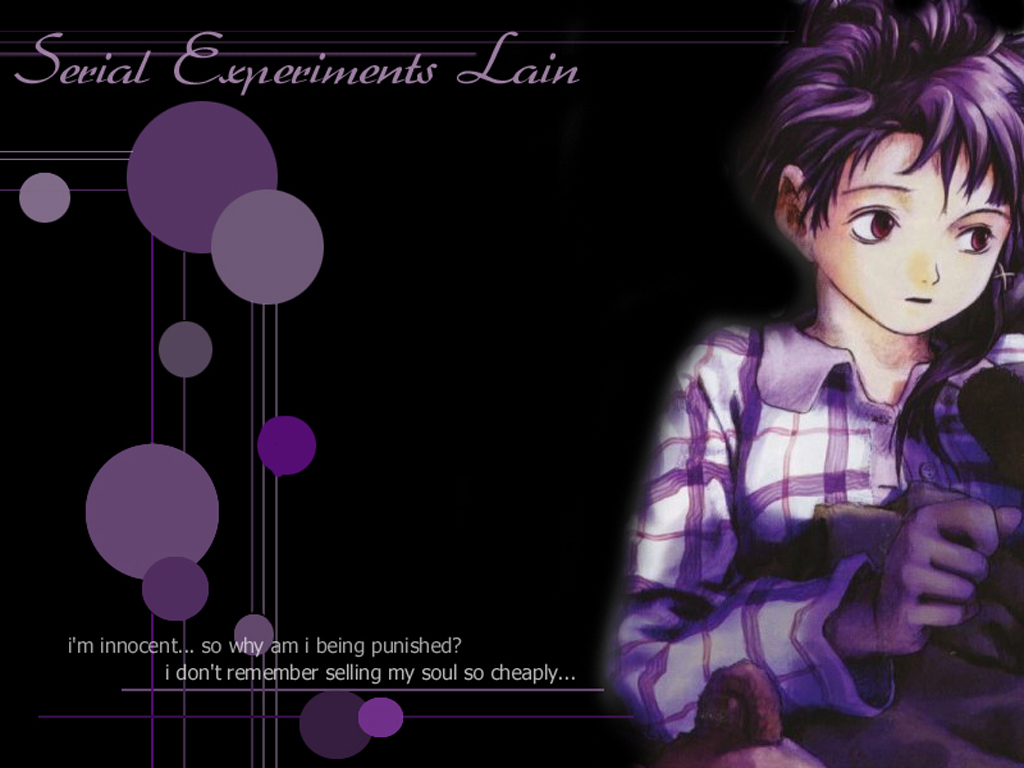 Serial Experiments Lain
i'm innocent... so why am i being punished?
i don't remember selling my soul so cheaply...